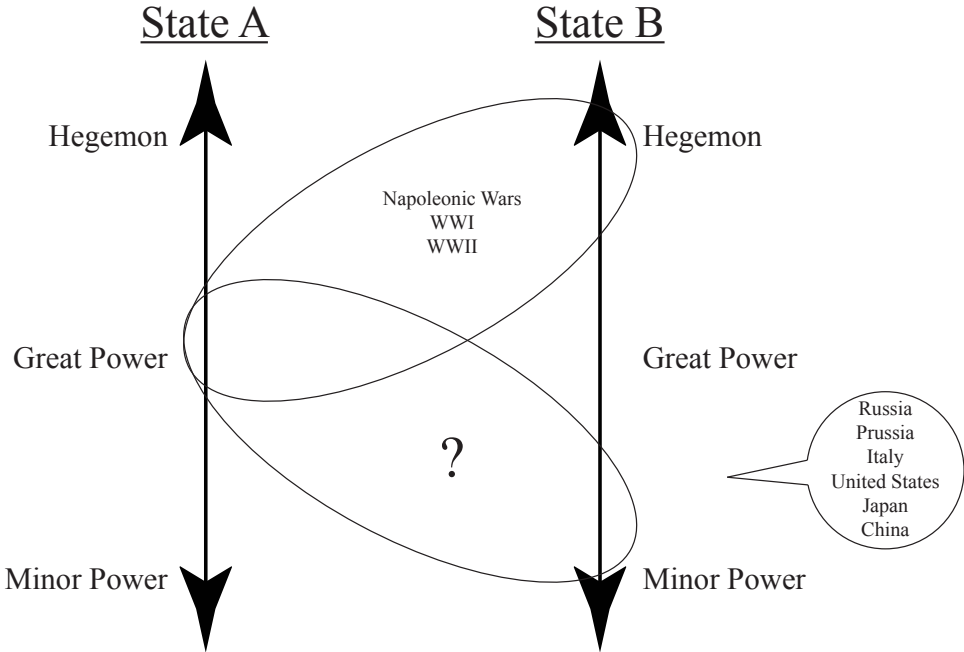 State A
State B
Hegemon
Hegemon
Napoleonic Wars
WWI
WWII
Great Power
Great Power
Russia
Prussia
Italy
United States
Japan
China
?
Minor Power
Minor Power